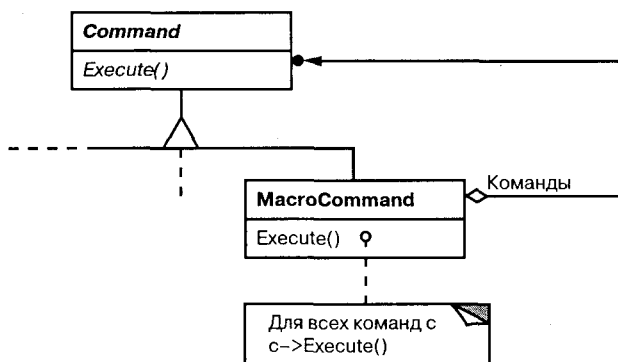 Command
Execute()
Команды
MacroCommand
Execute()
Для всех команд с
c->Execute()